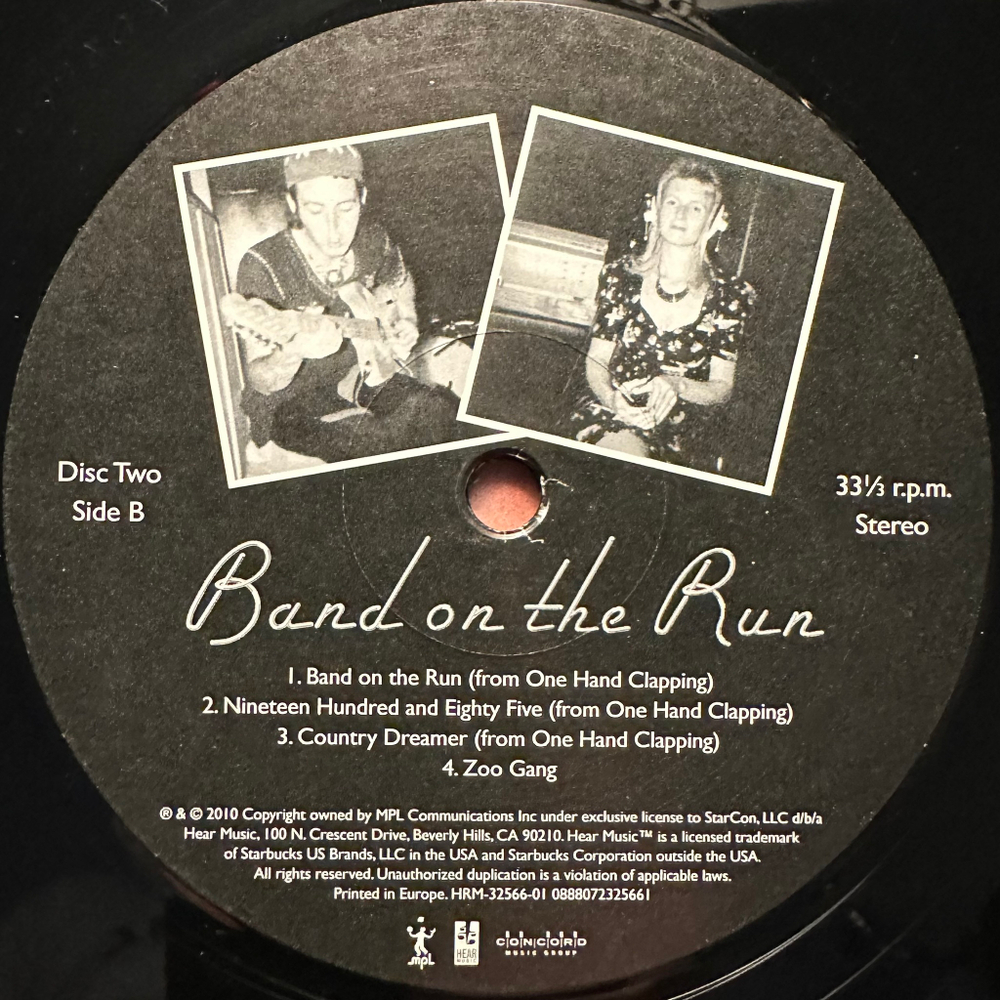 Disc Two
Side B
33⅓ r.p.m.
Stereo
Band on the Run
1. Band on the Run (from One Hand Clapping)
2. Nineteen Hundred and Eighty Five (from One Hand Clapping)
3. Country Dreamer (from One Hand Clapping)
4. Zoo Gang
® & © 2010 Copyright owned by MPL Communications Inc under exclusive license to StarCon, LLC d/b/a
Hear Music, 100 N. Crescent Drive, Beverly Hills, CA 90210. Hear Music™ is a licensed trademark
of Starbucks US Brands, LLC in the USA and Starbucks Corporation outside the USA.
All rights reserved. Unauthorized duplication is a violation of applicable laws.
Printed in Europe. HRM-32566-01 0888072325661
mpL
HEAR
MUSIC
CONCORD
MUSIC GROUP